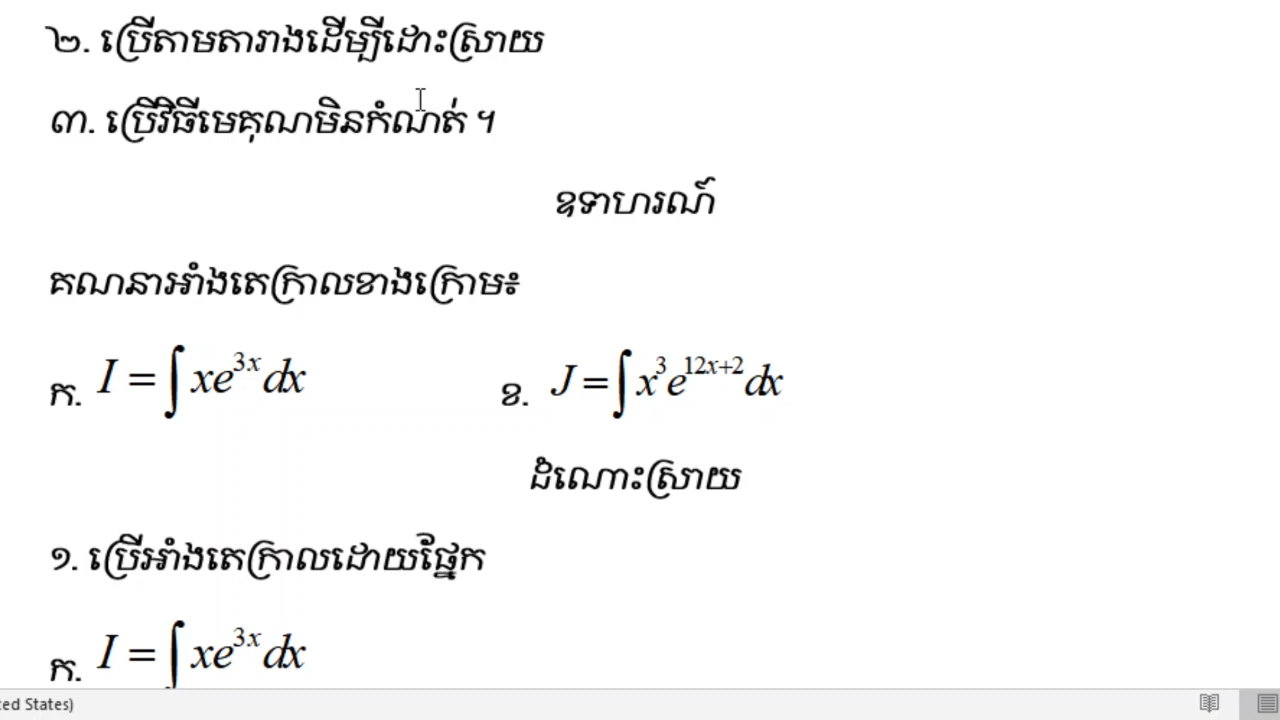 ២. ប្រើតាមតារាងដើម្បីដោះស្រាយ
៣. ប្រើវិធីមេគុណមិនកំណត់ ។
ឧទាហរណ៍
គណនាអាំងតេក្រាលខាងក្រោម៖
ក. I = ∫ xe^{3x} dx ខ. J = ∫ x^3 e^{12x+2} dx
ដំណោះស្រាយ
១. ប្រើអាំងតេក្រាលដោយផ្នែក
ក. I = ∫ xe^{3x} dx
ed States)